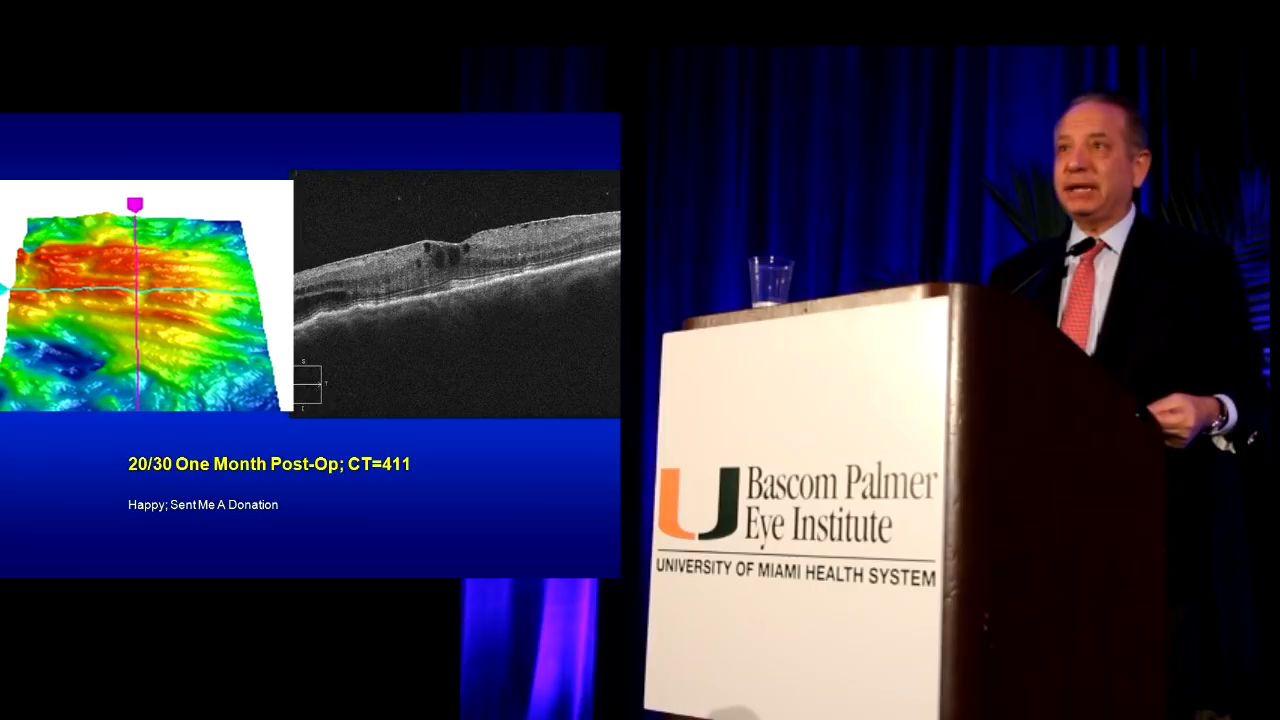 S
T
I
20/30 One Month Post-Op; CT=411
Happy; Sent Me A Donation
Bascom Palmer
Eye Institute
UNIVERSITY OF MIAMI HEALTH SYSTEM